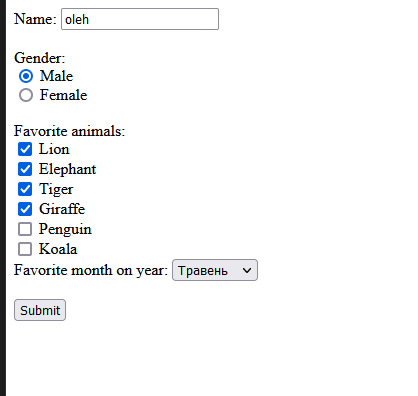 Name: oleh
Gender:
Male
Female
Favorite animals:
Lion
Elephant
Tiger
Giraffe
Penguin
Koala
Favorite month on year: Травень
Submit